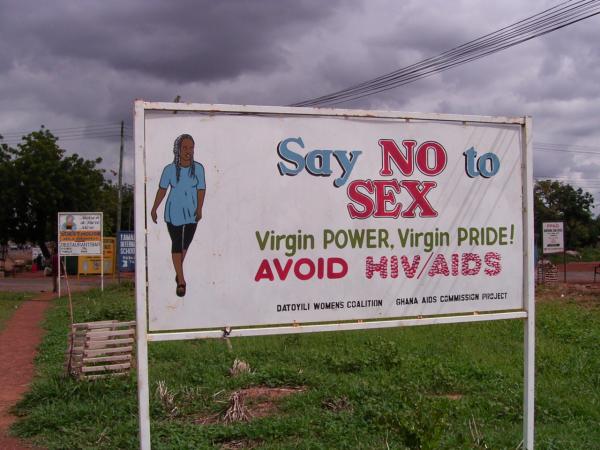 Say NO to
SEX
Virgin POWER, Virgin PRIDE!
AVOID HIV/AIDS
DATOYILI WOMENS COALITION GHANA AIDS COMMISSION PROJECT